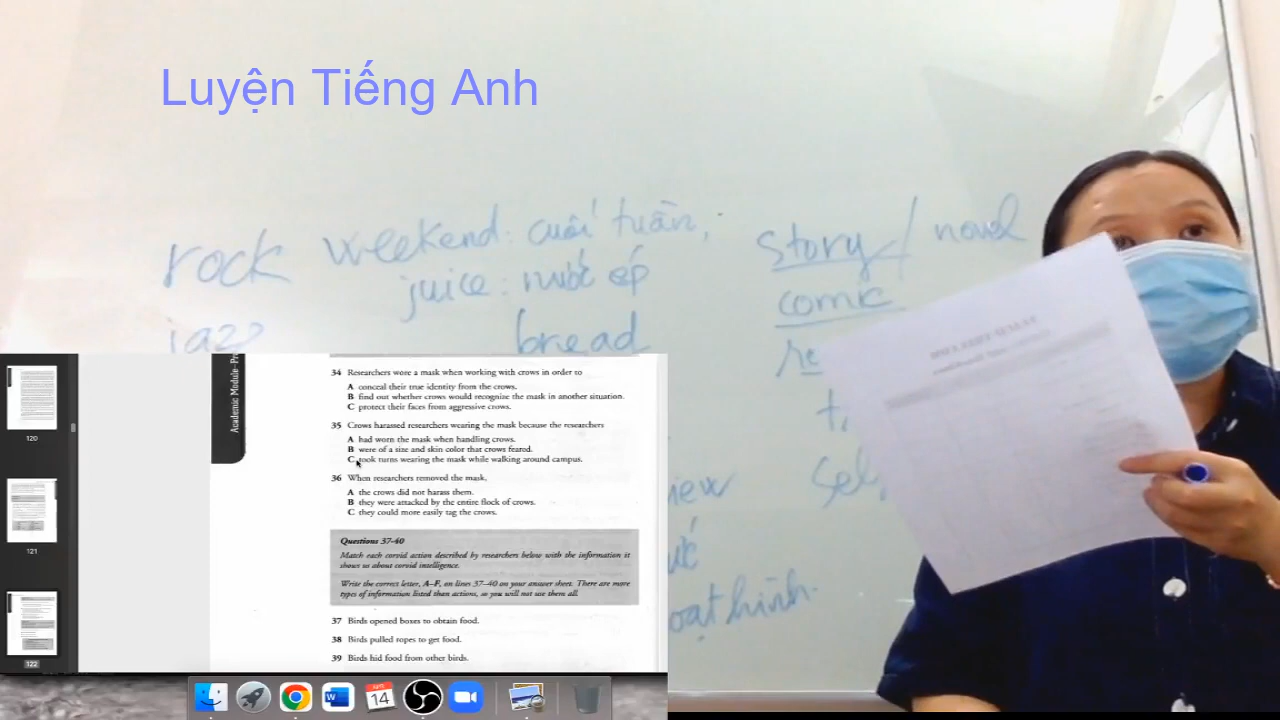 Luyện Tiếng Anh
rock
weekend: cuối tuần,
juice: nước ép
bread
story / novel
comic
Academic Module–Pr
34 Researchers wore a mask when working with crows in order to
A conceal their true identity from the crows.
B find out whether crows would recognize the mask in another situation.
C protect their faces from aggressive crows.
35 Crows harassed researchers wearing the mask because the researchers
A had worn the mask when handling crows.
B were of a size and skin color that crows feared.
C took turns wearing the mask while walking around campus.
36 When researchers removed the mask,
A the crows did not harass them.
B they were attacked by the entire flock of crows.
C they could more easily tag the crows.
Questions 37-40
Match each corvid action described by researchers below with the information it
shows us about corvid intelligence.
Write the correct letter, A–F, on lines 37–40 on your answer sheet. There are more
types of information listed than actions, so you will not use them all.
37 Birds opened boxes to obtain food.
38 Birds pulled ropes to get food.
39 Birds hid food from other birds.
120
121
122
14